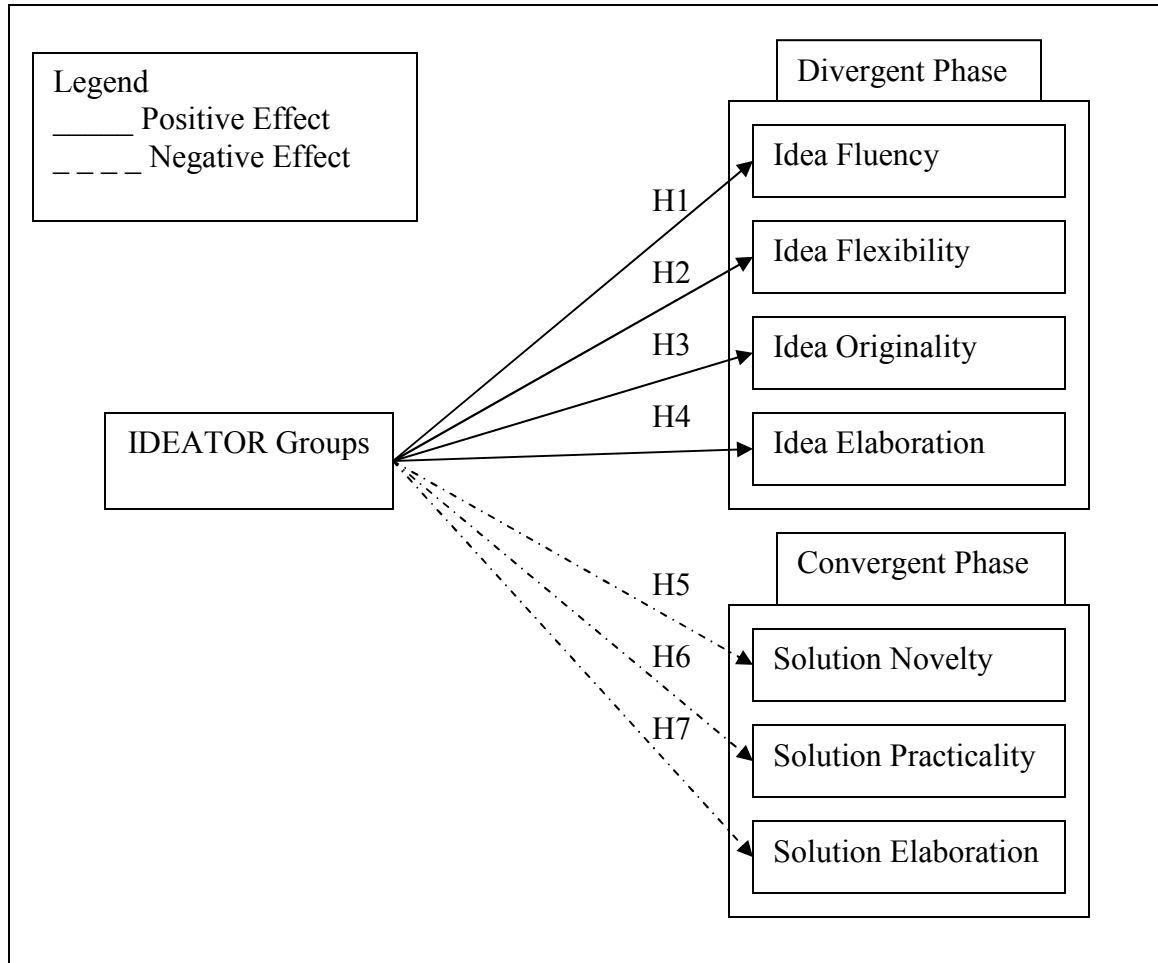 Legend
_____ Positive Effect
_ _ _ _ Negative Effect
Divergent Phase
Idea Fluency
H1
Idea Flexibility
H2
H3
Idea Originality
H4
Idea Elaboration
IDEATOR Groups
Convergent Phase
H5
Solution Novelty
H6
H7
Solution Practicality
Solution Elaboration